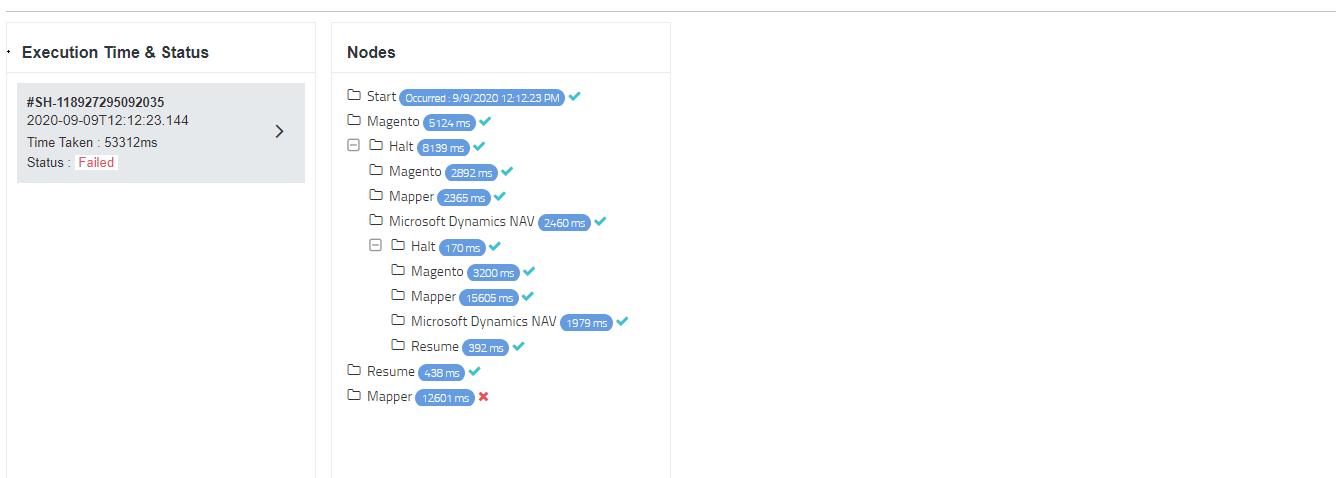 Execution Time & Status
#SH-118927295092035
2020-09-09T12:12:23.144
Time Taken : 53312ms
Status : Failed
Nodes
Start Occurred : 9/9/2020 12:12:23 PM
Magento 5124 ms
Halt 8139 ms
Magento 2892 ms
Mapper 2365 ms
Microsoft Dynamics NAV 2460 ms
Halt 170 ms
Magento 3200 ms
Mapper 15605 ms
Microsoft Dynamics NAV 1979 ms
Resume 392 ms
Resume 438 ms
Mapper 12601 ms